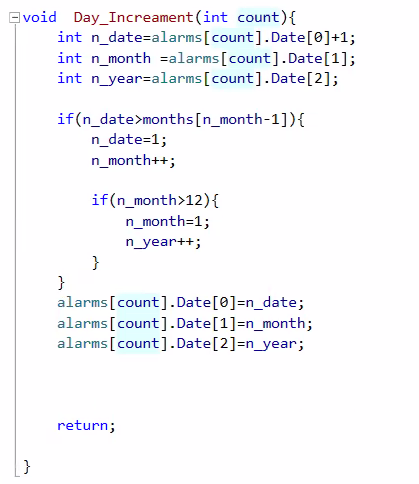 void  Day_Increament(int count){
    int n_date=alarms[count].Date[0]+1;
    int n_month =alarms[count].Date[1];
    int n_year=alarms[count].Date[2];

    if(n_date>months[n_month-1]){
        n_date=1;
        n_month++;

        if(n_month>12){
            n_month=1;
            n_year++;
        }
    }
    alarms[count].Date[0]=n_date;
    alarms[count].Date[1]=n_month;
    alarms[count].Date[2]=n_year;



    return;

}